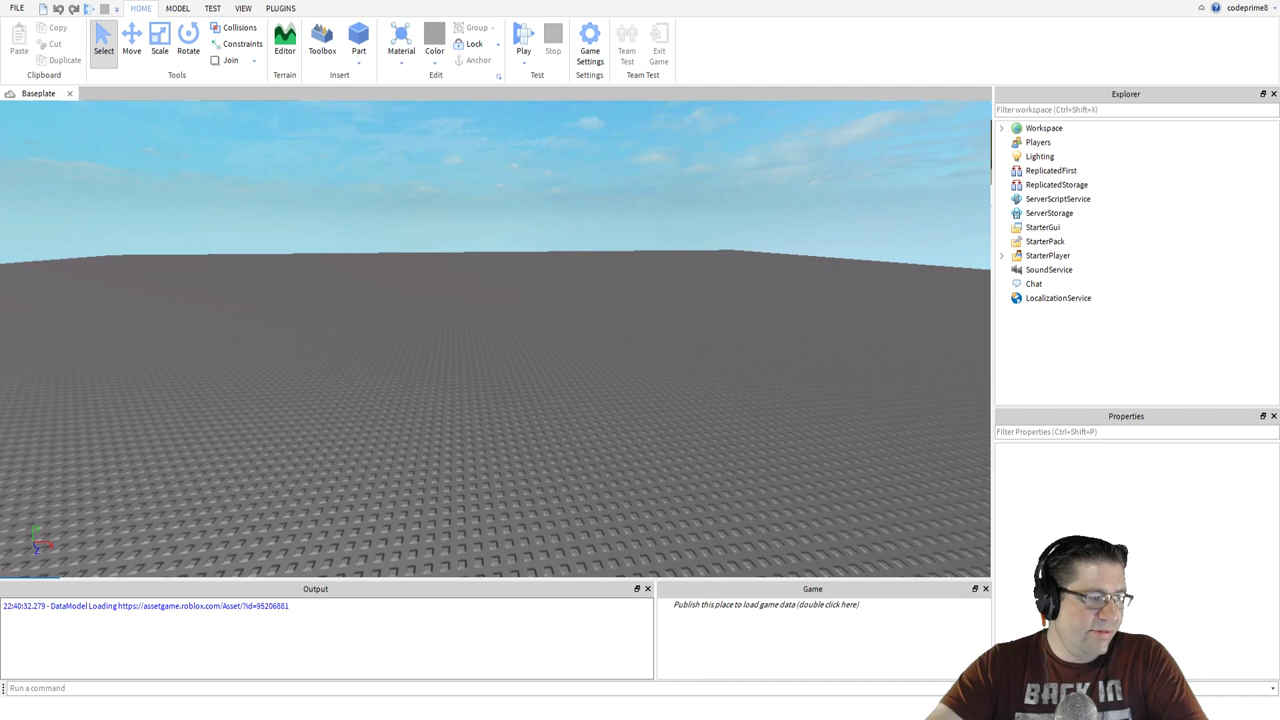 FILE HOME MODEL TEST VIEW PLUGINS codeprime8
Paste Copy Cut Duplicate Clipboard
Select Move Scale Rotate Collisions Constraints Join Tools
Editor Terrain
Toolbox Part Insert
Material Color Group Lock Anchor Edit
Play Stop Test
Game Settings Settings
Team Test Exit Game Team Test
Baseplate
Explorer
Filter workspace (Ctrl+Shift+X)
Workspace
Players
Lighting
ReplicatedFirst
ReplicatedStorage
ServerScriptService
ServerStorage
StarterGui
StarterPack
StarterPlayer
SoundService
Chat
LocalizationService
Properties
Filter Properties (Ctrl+Shift+P)
Output
22:40:32.279 - DataModel Loading https://assetgame.roblox.com/Asset/?id=95206881
Game
Publish this place to load game data (double click here)
Run a command
BACK IN